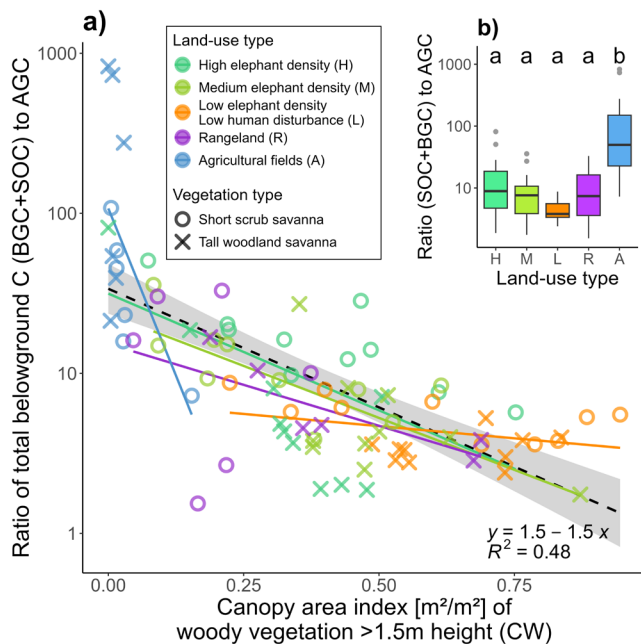 a)
Land-use type
High elephant density (H)
Medium elephant density (M)
Low elephant density
Low human disturbance (L)
Rangeland (R)
Agricultural fields (A)
Vegetation type
Short scrub savanna
Tall woodland savanna
Ratio of total belowground C (BGC+SOC) to AGC
1000
100
10
1
0.00
0.25
0.50
0.75
Canopy area index [m²/m²] of
woody vegetation >1.5m height (CW)
y = 1.5 − 1.5 x
R² = 0.48
b)
a a a a b
Ratio (SOC+BGC) to AGC
1000
100
10
H M L R A
Land-use type